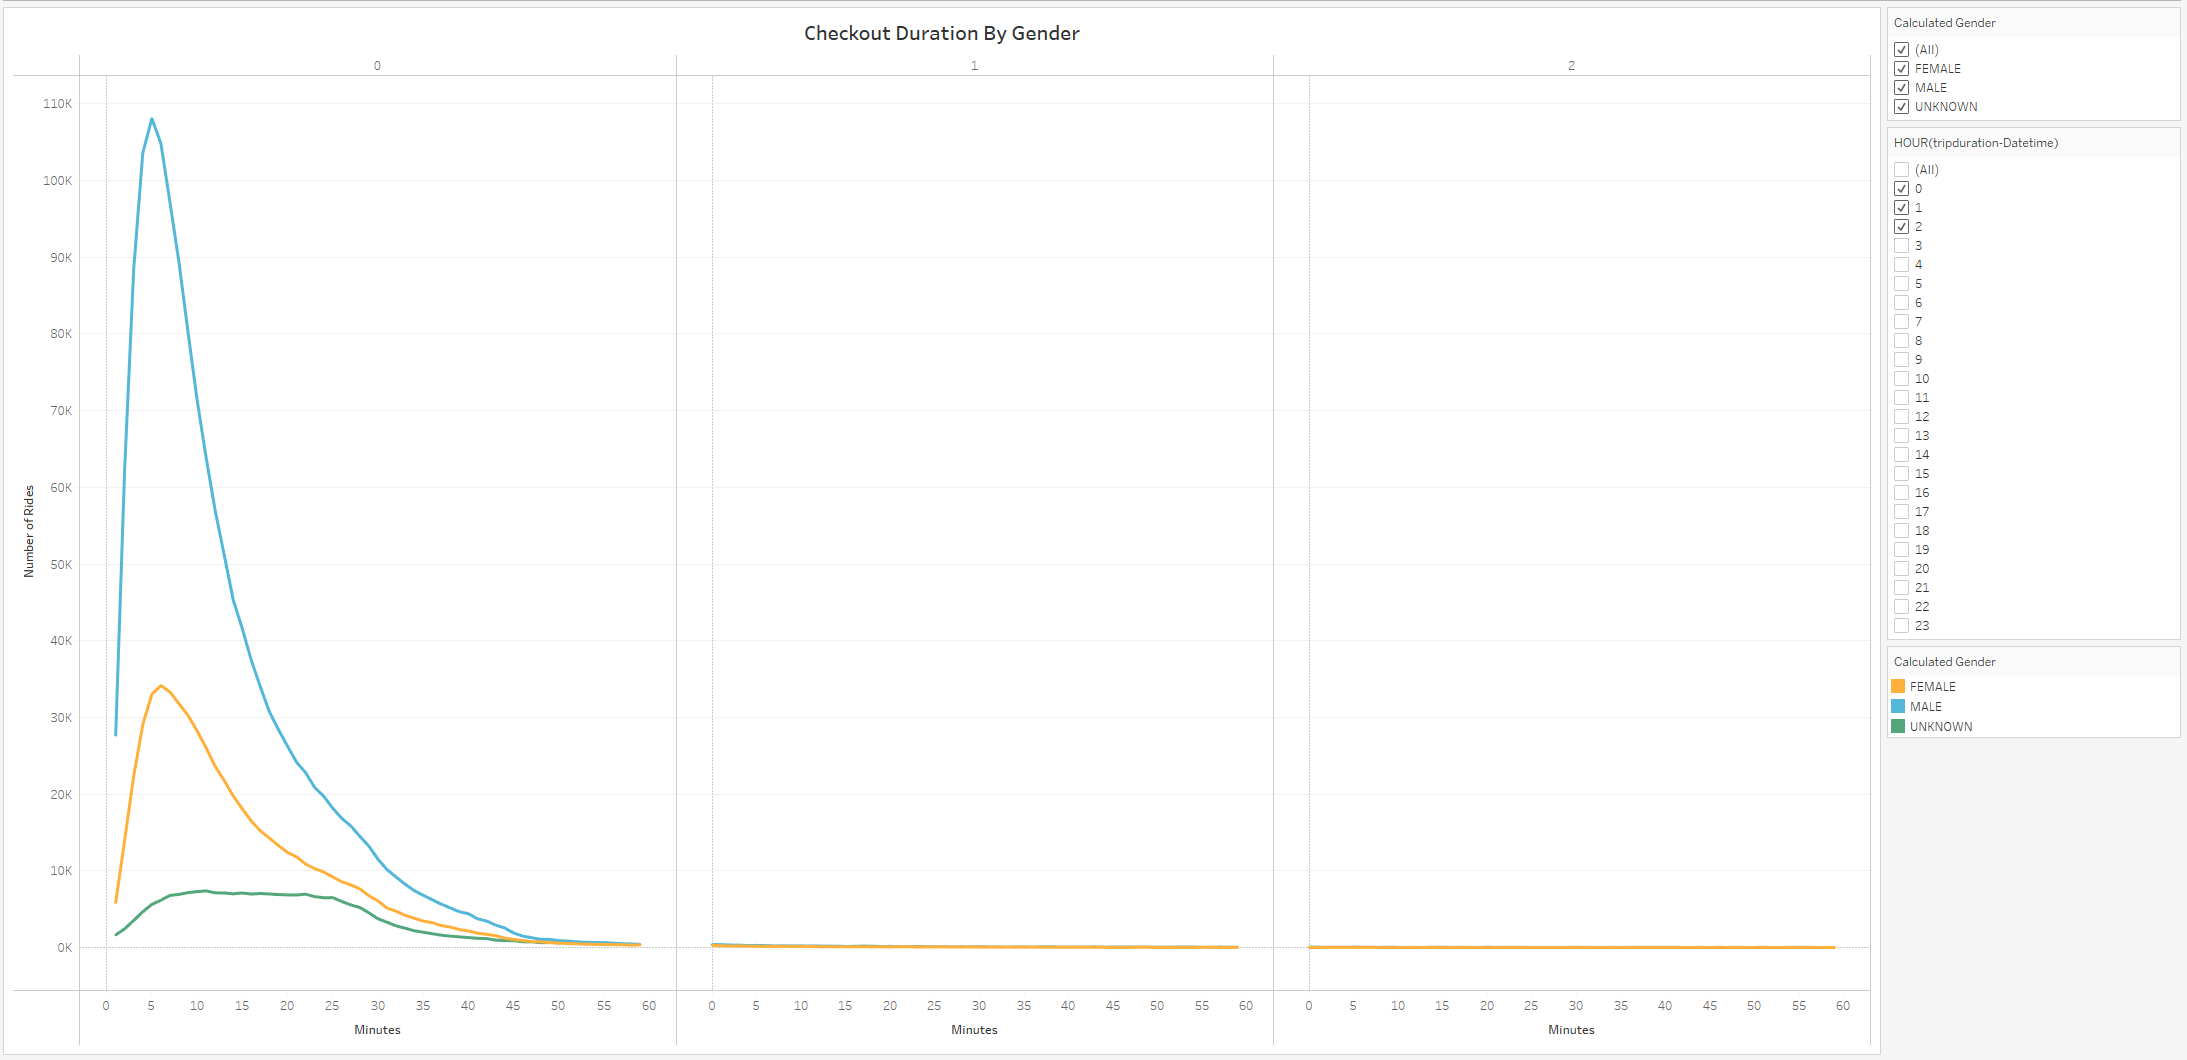 Checkout Duration By Gender
0 1 2
110K
100K
90K
80K
70K
60K
50K
40K
30K
20K
10K
0K
Number of Rides
0 5 10 15 20 25 30 35 40 45 50 55 60
Minutes
0 5 10 15 20 25 30 35 40 45 50 55 60
Minutes
0 5 10 15 20 25 30 35 40 45 50 55 60
Minutes
Calculated Gender
(All)
FEMALE
MALE
UNKNOWN
HOUR(tripduration-Datetime)
(All)
0
1
2
3
4
5
6
7
8
9
10
11
12
13
14
15
16
17
18
19
20
21
22
23
Calculated Gender
FEMALE
MALE
UNKNOWN